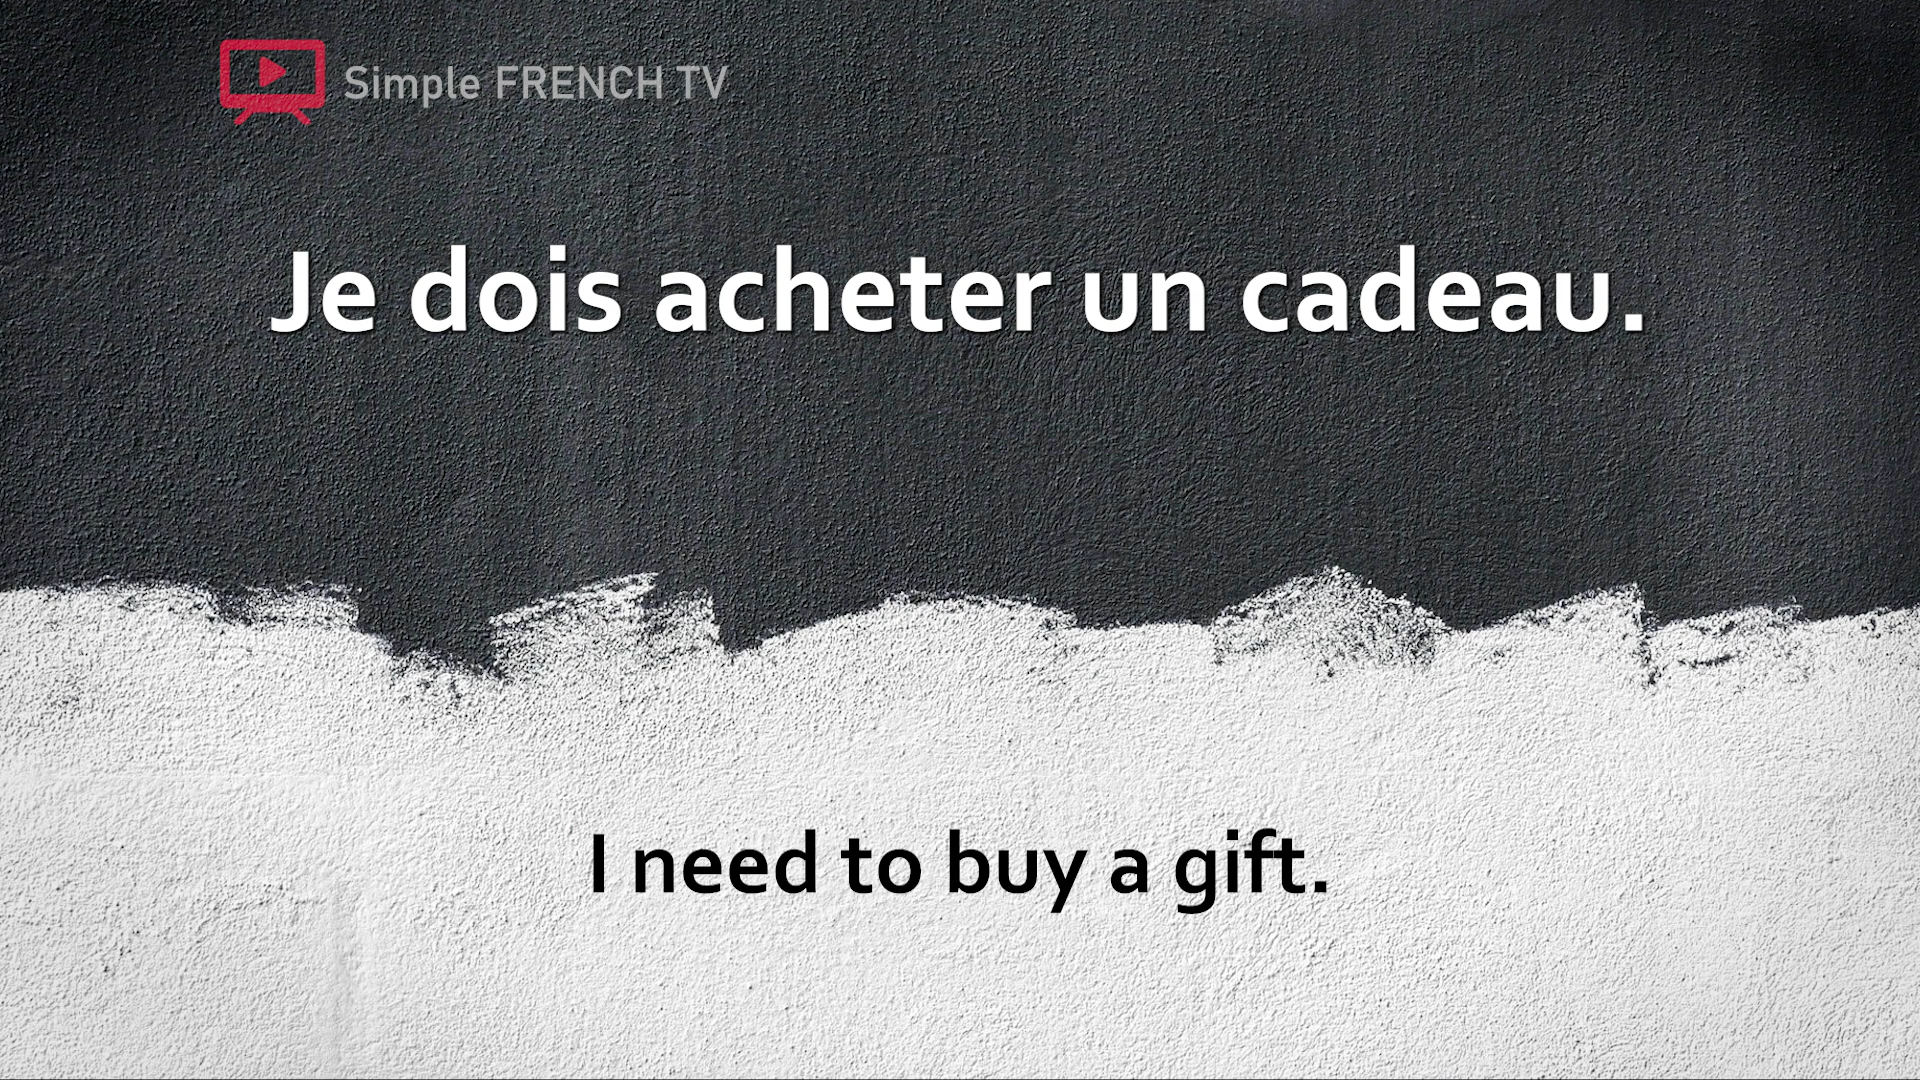 Simple FRENCH TV
Je dois acheter un cadeau.
I need to buy a gift.